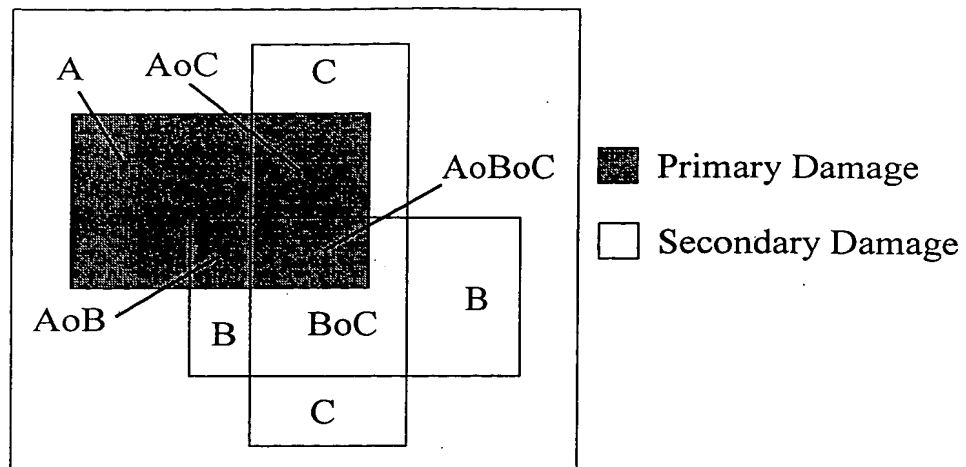 C
A
AoC
AoBoC
Primary Damage
Secondary Damage
AoB
B
BoC
B
C